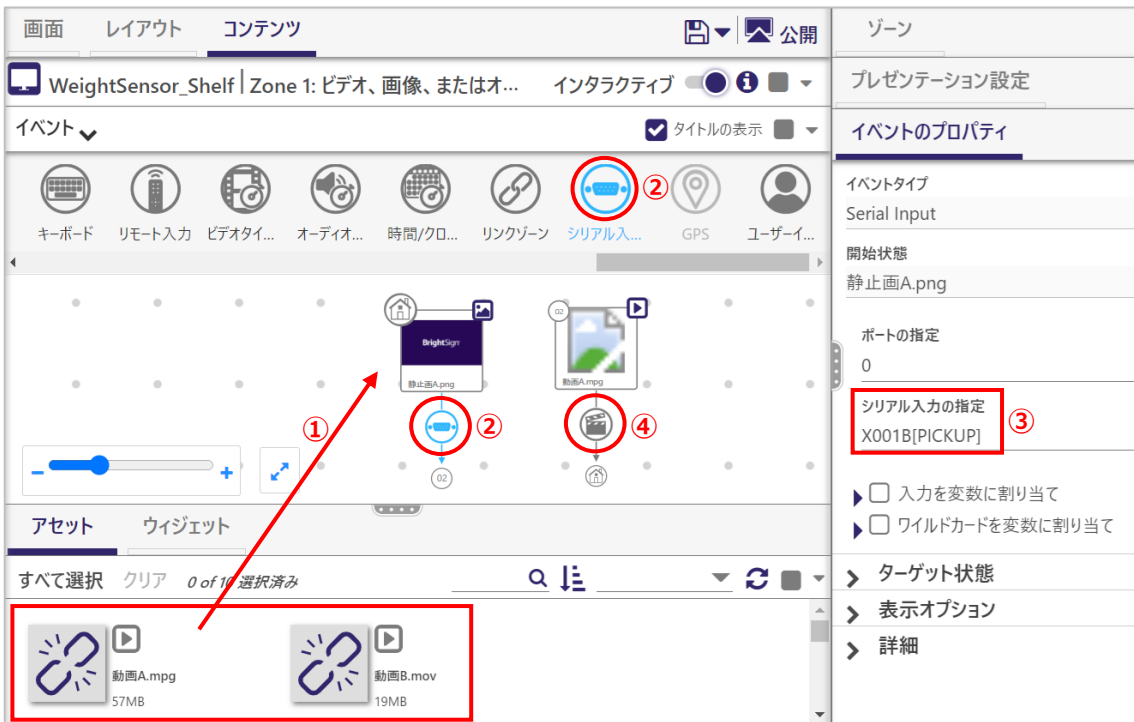 画面 レイアウト コンテンツ 公開
WeightSensor_Shelf Zone 1: ビデオ、画像、またはオ... インタラクティブ
イベント タイトルの表示
②
キーボード リモート入力 ビデオタイ... オーディオ... 時間/クロ... リンクゾーン シリアル入... GPS ユーザーイ...
02
BrightSign
静止画A.png 動画A.mpg
① ② ④
02
アセット ウィジェット
すべて選択 クリア 0 of 10 選択済み
動画A.mpg 動画B.mov
57MB 19MB
ゾーン
プレゼンテーション設定
イベントのプロパティ
イベントタイプ
Serial Input
開始状態
静止画A.png
ポートの指定
0
シリアル入力の指定
X001B[PICKUP]
③
入力を変数に割り当て
ワイルドカードを変数に割り当て
ターゲット状態
表示オプション
詳細